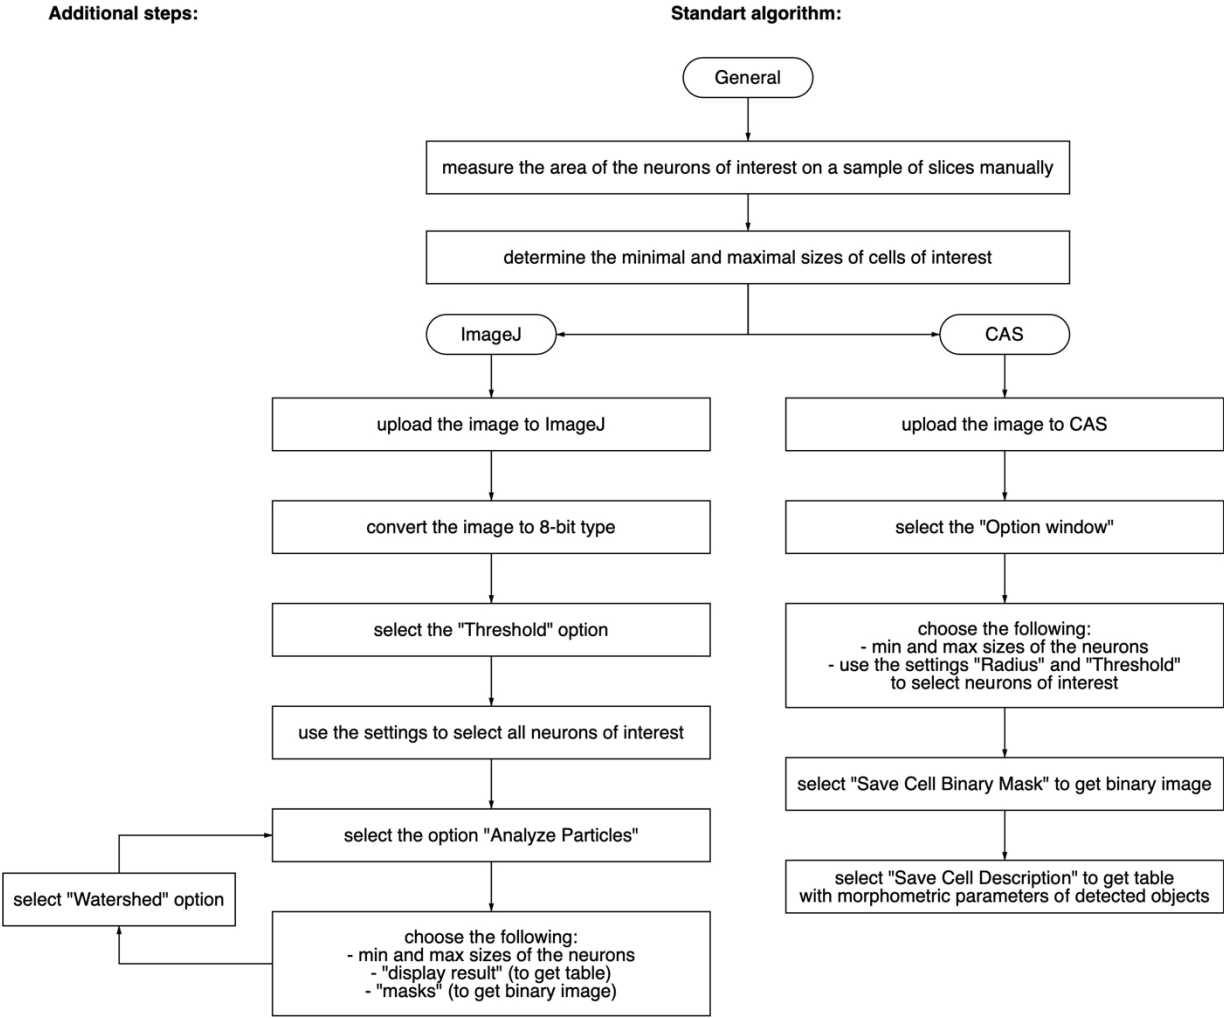 Additional steps:
Standart algorithm:
General
measure the area of the neurons of interest on a sample of slices manually
determine the minimal and maximal sizes of cells of interest
ImageJ
CAS
upload the image to ImageJ
upload the image to CAS
convert the image to 8-bit type
select the "Option window"
select the "Threshold" option
choose the following:
- min and max sizes of the neurons
- use the settings "Radius" and "Threshold"
to select neurons of interest
use the settings to select all neurons of interest
select "Save Cell Binary Mask" to get binary image
select the option "Analyze Particles"
select "Save Cell Description" to get table
with morphometric parameters of detected objects
select "Watershed" option
choose the following:
- min and max sizes of the neurons
- "display result" (to get table)
- "masks" (to get binary image)